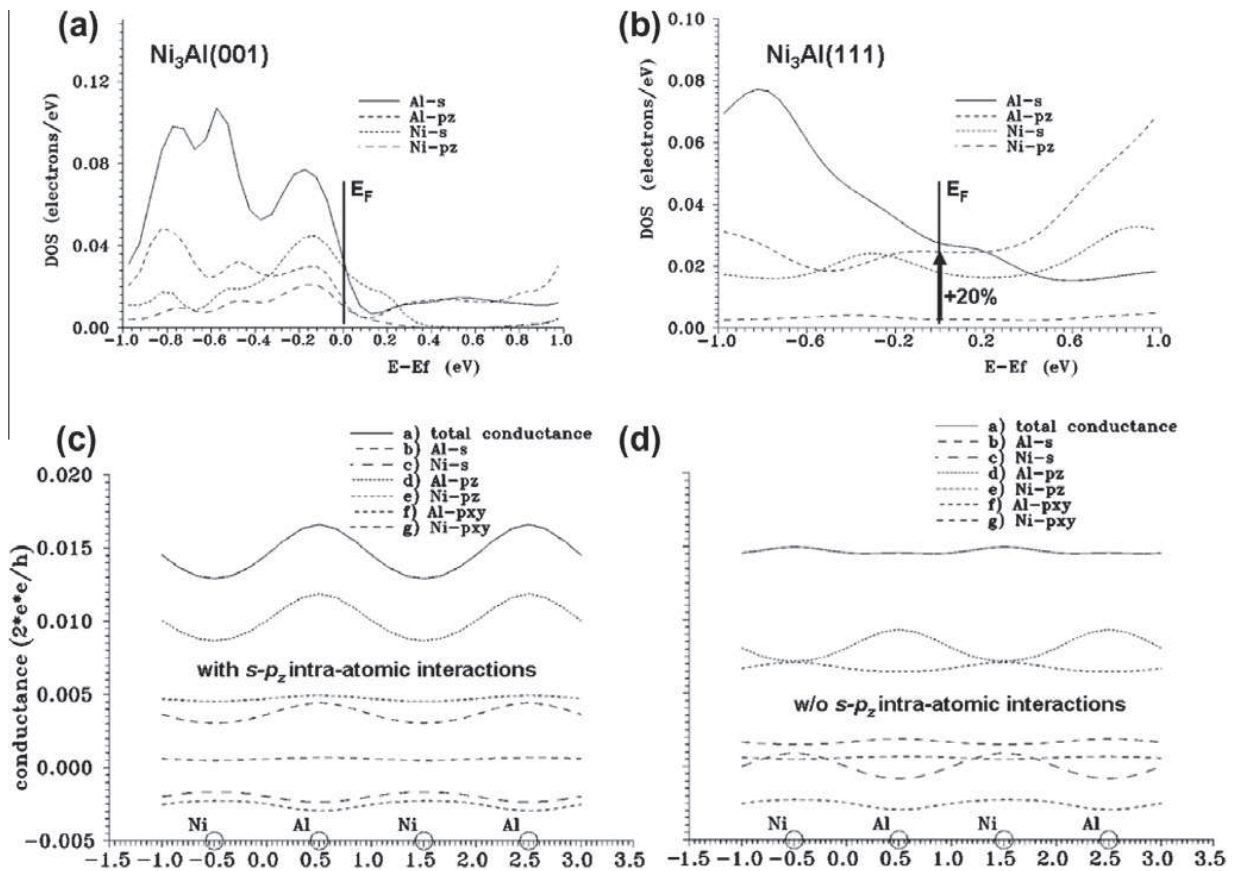 (a)
Ni₃Al(001)
0.12
0.08
0.04
0.00
DOS (electrons/eV)
Al-s
Al-pz
Ni-s
Ni-pz
E_F
-1.0 -0.8 -0.6 -0.4 -0.2 0.0 0.2 0.4 0.6 0.8 1.0
E-Ef (eV)
(b)
Ni₃Al(111)
0.10
0.08
0.06
0.04
0.02
0.00
DOS (electrons/eV)
Al-s
Al-pz
Ni-s
Ni-pz
E_F
+20%
-1.0 -0.6 -0.2 0.2 0.6 1.0
E-Ef (eV)
(c)
a) total conductance
b) Al-s
c) Ni-s
d) Al-pz
e) Ni-pz
f) Al-pxy
g) Ni-pxy
0.020
0.015
0.010
0.005
0.000
-0.005
conductance (2*e*e/h)
with s-p_z intra-atomic interactions
Ni Al Ni Al
-1.5 -1.0 -0.5 0.0 0.5 1.0 1.5 2.0 2.5 3.0 3.5
(d)
a) total conductance
b) Al-s
c) Ni-s
d) Al-pz
e) Ni-pz
f) Al-pxy
g) Ni-pxy
w/o s-p_z intra-atomic interactions
Ni Al Ni Al
-1.5 -1.0 -0.5 0.0 0.5 1.0 1.5 2.0 2.5 3.0 3.5